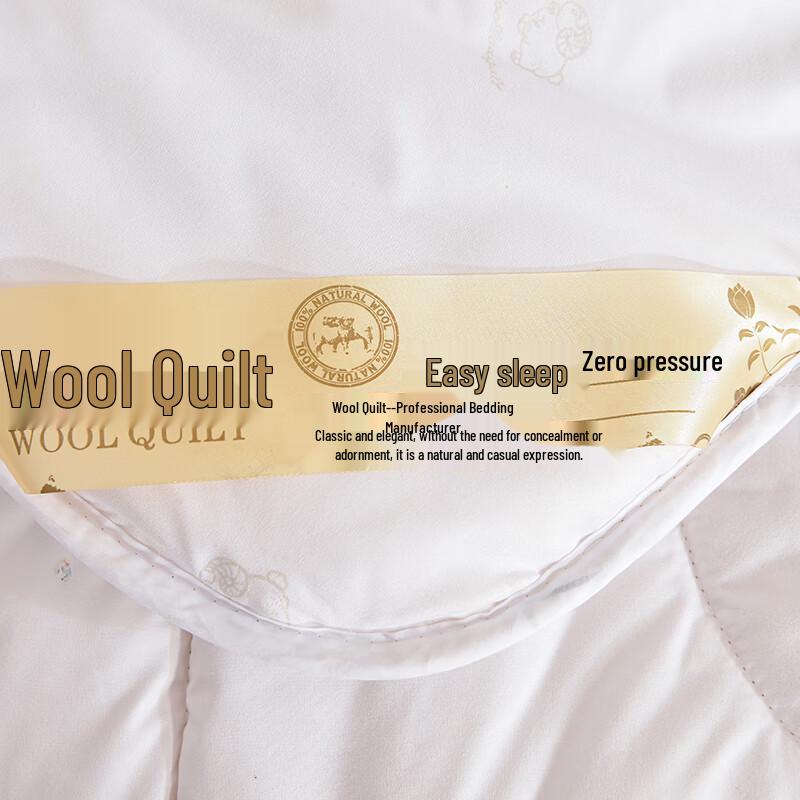 100% NATURAL WOOL
100% NATURAL WOOL
Wool Quilt
Easy sleep
Zero pressure
WOOL QUILT
Wool Quilt--Professional Bedding
Manufacturer,
Classic and elegant, without the need for concealment or
adornment, it is a natural and casual expression.